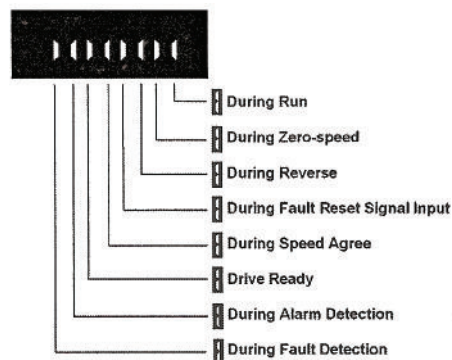 During Run
During Zero-speed
During Reverse
During Fault Reset Signal Input
During Speed Agree
Drive Ready
During Alarm Detection
During Fault Detection